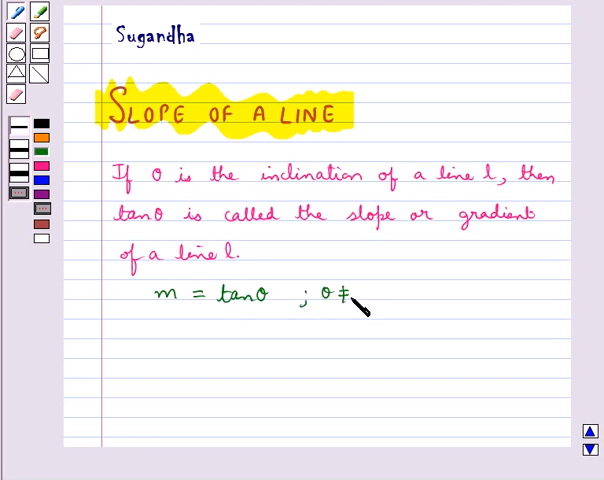 Sugandha
SLOPE OF A LINE
If θ is the inclination of a line l, then
tanθ is called the slope or gradient
of a line l.
m = tanθ ; θ ≠